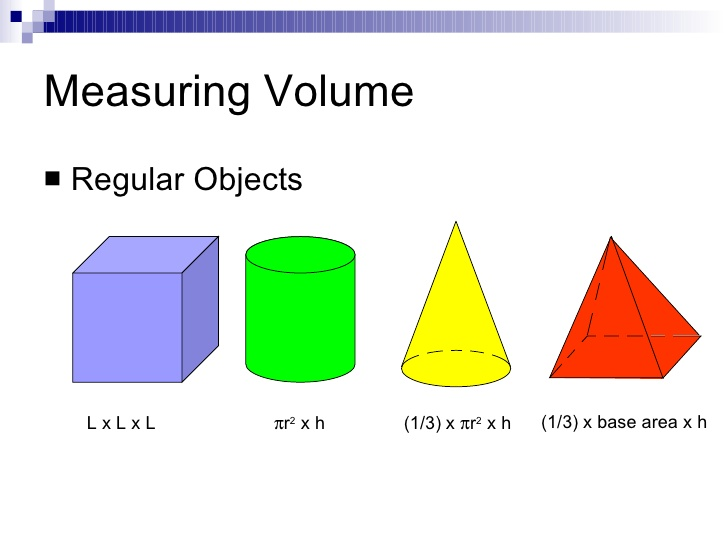 Measuring Volume
Regular Objects
L x L x L
πr² x h
(1/3) x πr² x h
(1/3) x base area x h